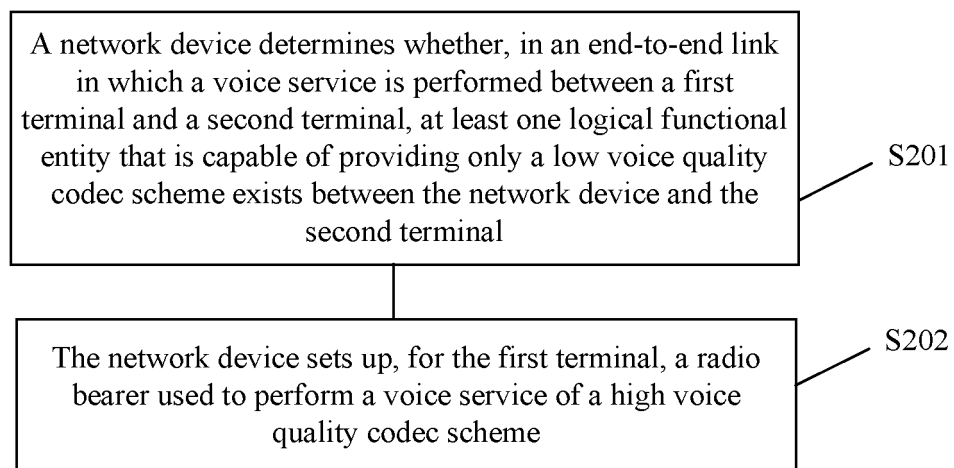 A network device determines whether, in an end-to-end link
in which a voice service is performed between a first
terminal and a second terminal, at least one logical functional
entity that is capable of providing only a low voice quality
codec scheme exists between the network device and the
second terminal
S201
The network device sets up, for the first terminal, a radio
bearer used to perform a voice service of a high voice
quality codec scheme
S202